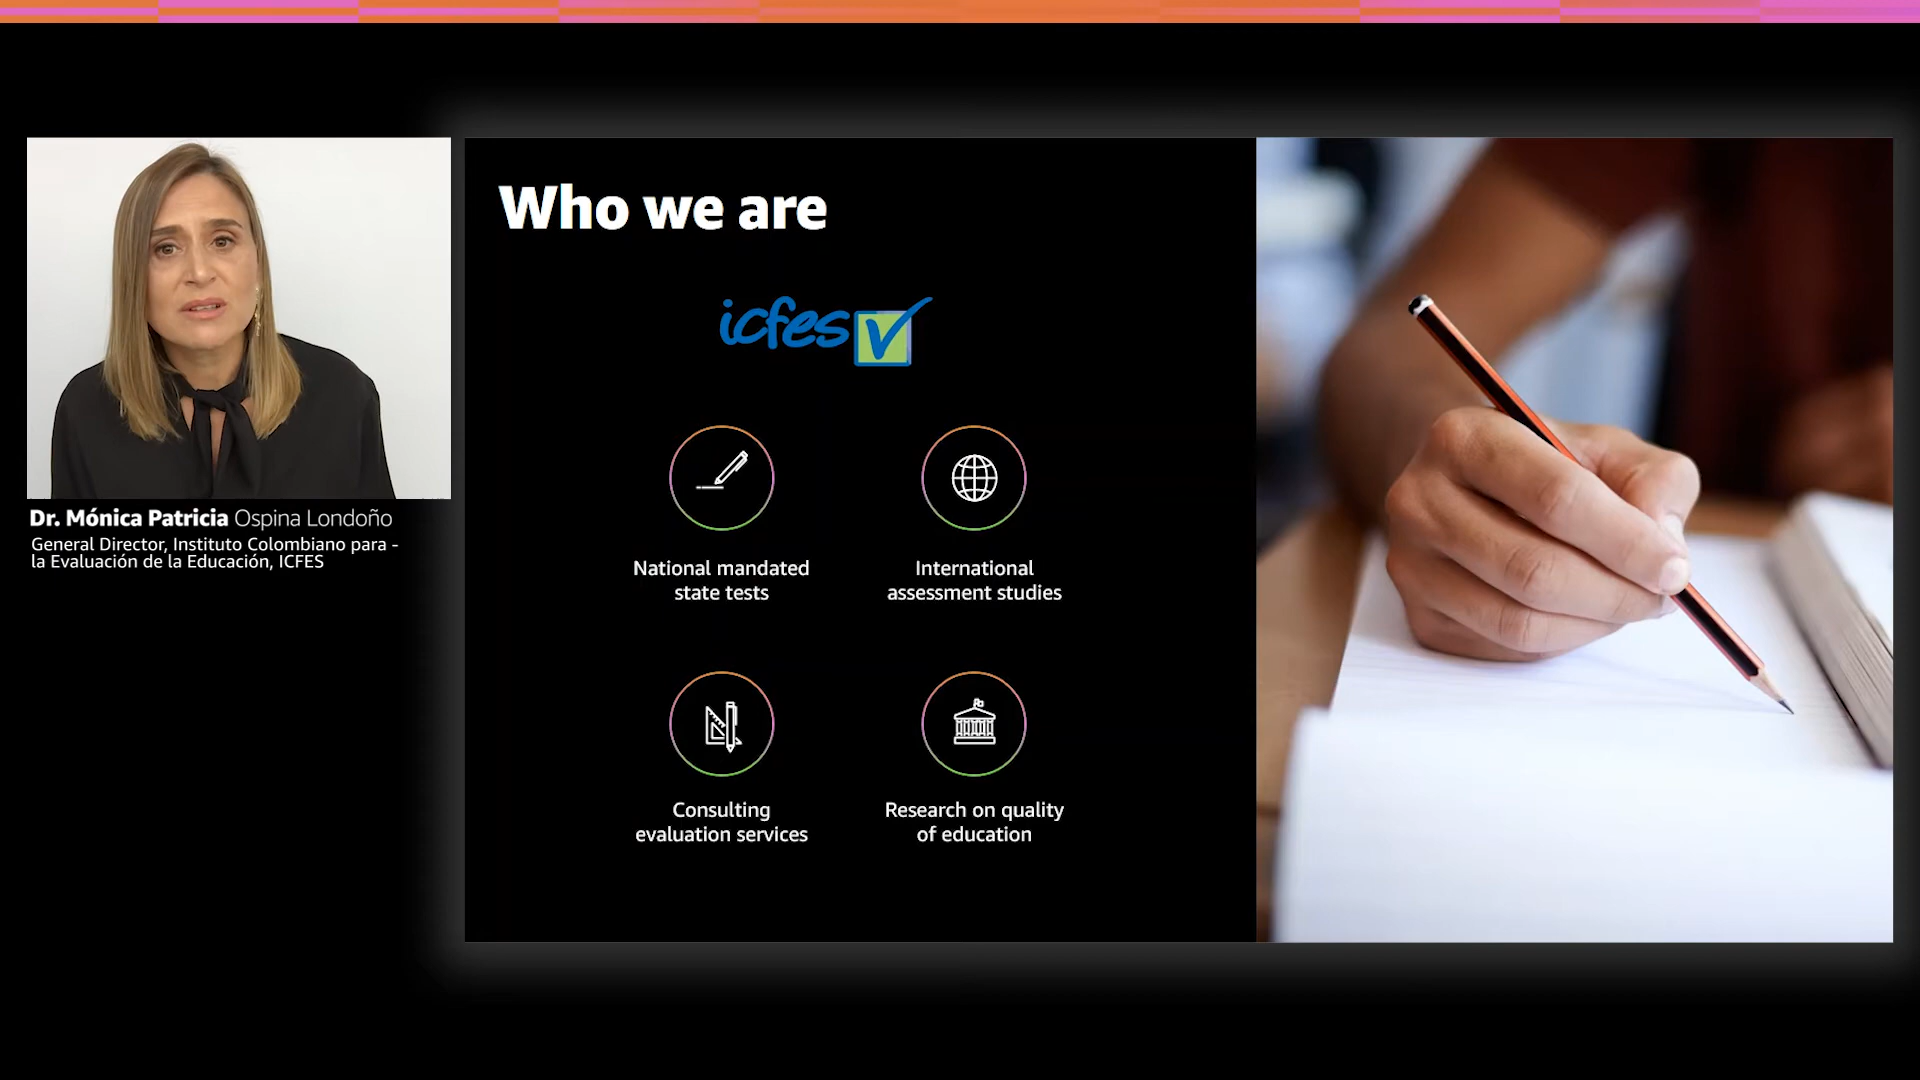 Who we are
icfes
National mandated
state tests
International
assessment studies
Consulting
evaluation services
Research on quality
of education
Dr. Mónica Patricia Ospina Londoño
General Director, Instituto Colombiano para -
la Evaluación de la Educación, ICFES